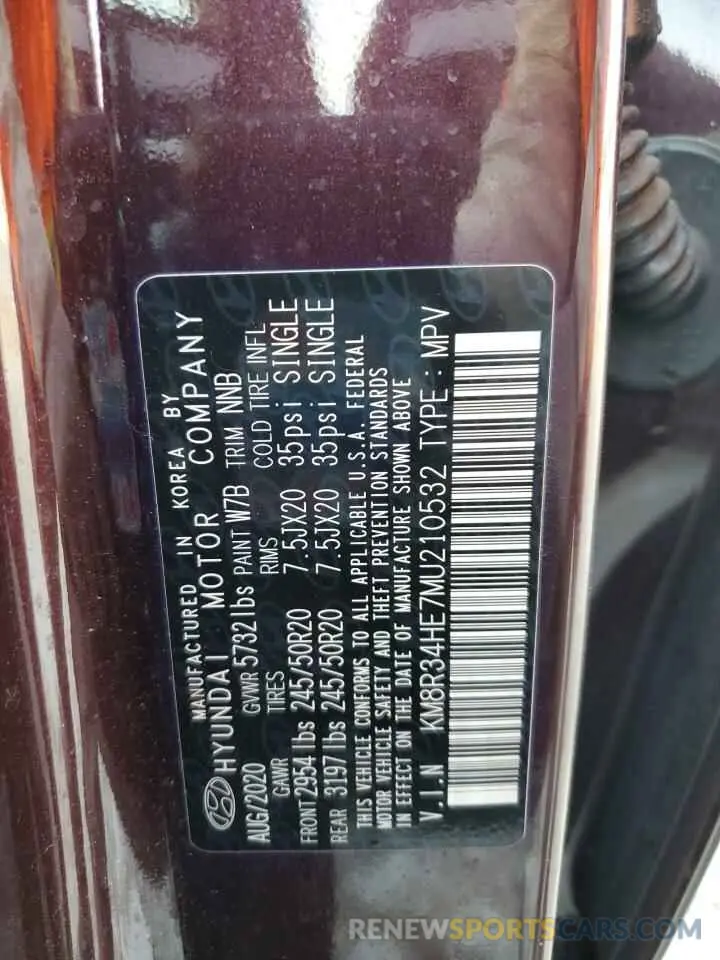 MANUFACTURED IN KOREA BY
HYUNDAI MOTOR COMPANY
AUG/2020 GVWR 5732 lbs PAINT W7B TRIM NNB
GAWR TIRES RIMS COLD TIRE INFL
FRONT 2954 lbs 245/50R20 7.5JX20 35psi SINGLE
REAR 3197 lbs 245/50R20 7.5JX20 35psi SINGLE
THIS VEHICLE CONFORMS TO ALL APPLICABLE U.S.A. FEDERAL
MOTOR VEHICLE SAFETY AND THEFT PREVENTION STANDARDS
IN EFFECT ON THE DATE OF MANUFACTURE SHOWN ABOVE
V.I.N KM8R34HE7MU210532 TYPE : MPV
RENEWSPORTSCARS.COM